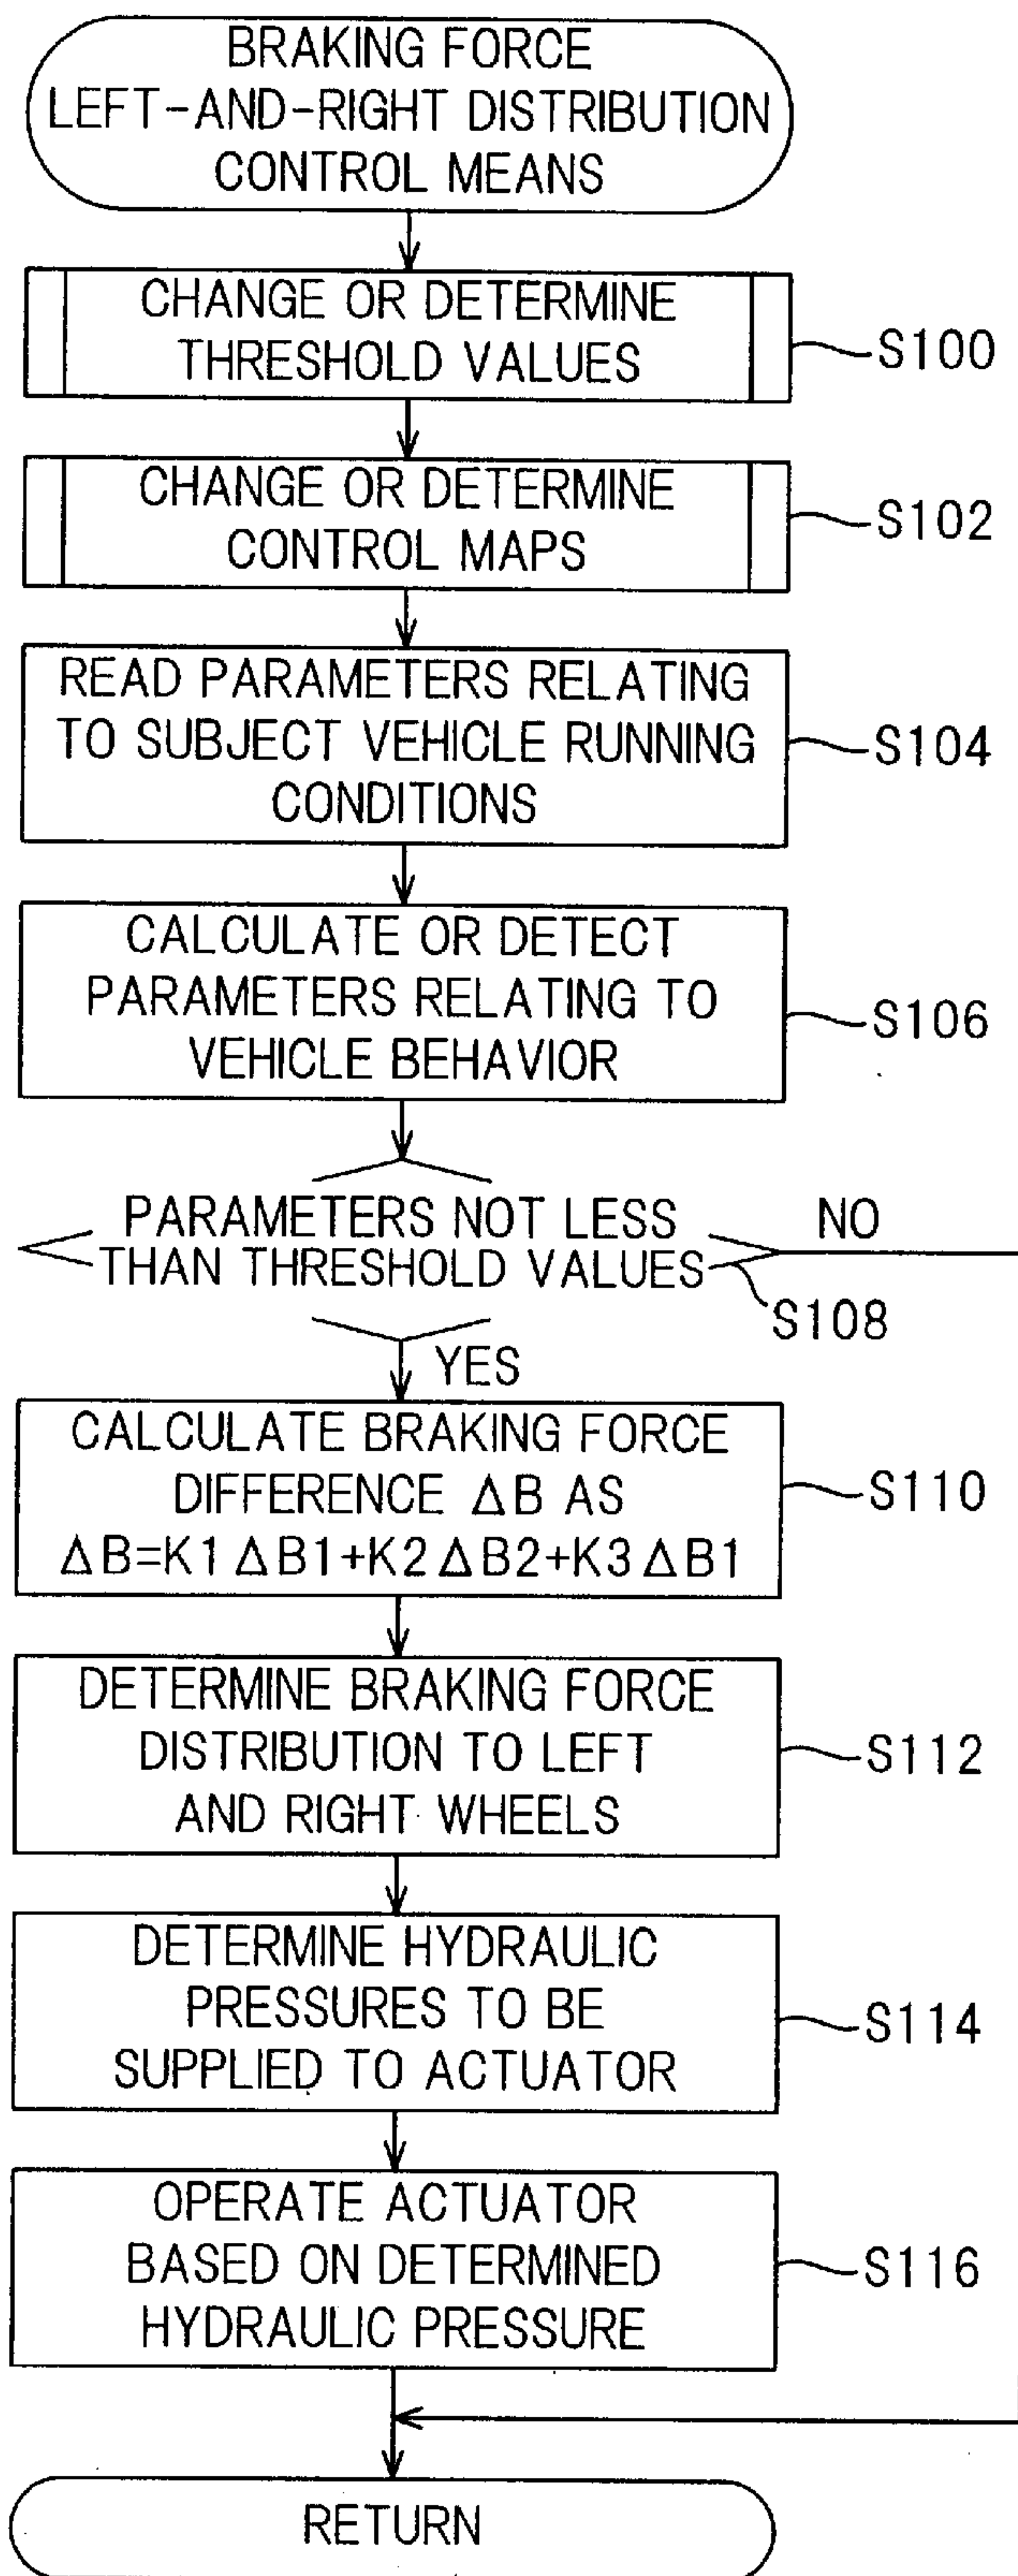 BRAKING FORCE
LEFT-AND-RIGHT DISTRIBUTION
CONTROL MEANS
CHANGE OR DETERMINE
THRESHOLD VALUES
S100
CHANGE OR DETERMINE
CONTROL MAPS
S102
READ PARAMETERS RELATING
TO SUBJECT VEHICLE RUNNING
CONDITIONS
S104
CALCULATE OR DETECT
PARAMETERS RELATING TO
VEHICLE BEHAVIOR
S106
PARAMETERS NOT LESS
THAN THRESHOLD VALUES
NO
S108
YES
CALCULATE BRAKING FORCE
DIFFERENCE ΔB AS
ΔB=K1ΔB1+K2ΔB2+K3ΔB1
S110
DETERMINE BRAKING FORCE
DISTRIBUTION TO LEFT
AND RIGHT WHEELS
S112
DETERMINE HYDRAULIC
PRESSURES TO BE
SUPPLIED TO ACTUATOR
S114
OPERATE ACTUATOR
BASED ON DETERMINED
HYDRAULIC PRESSURE
S116
RETURN